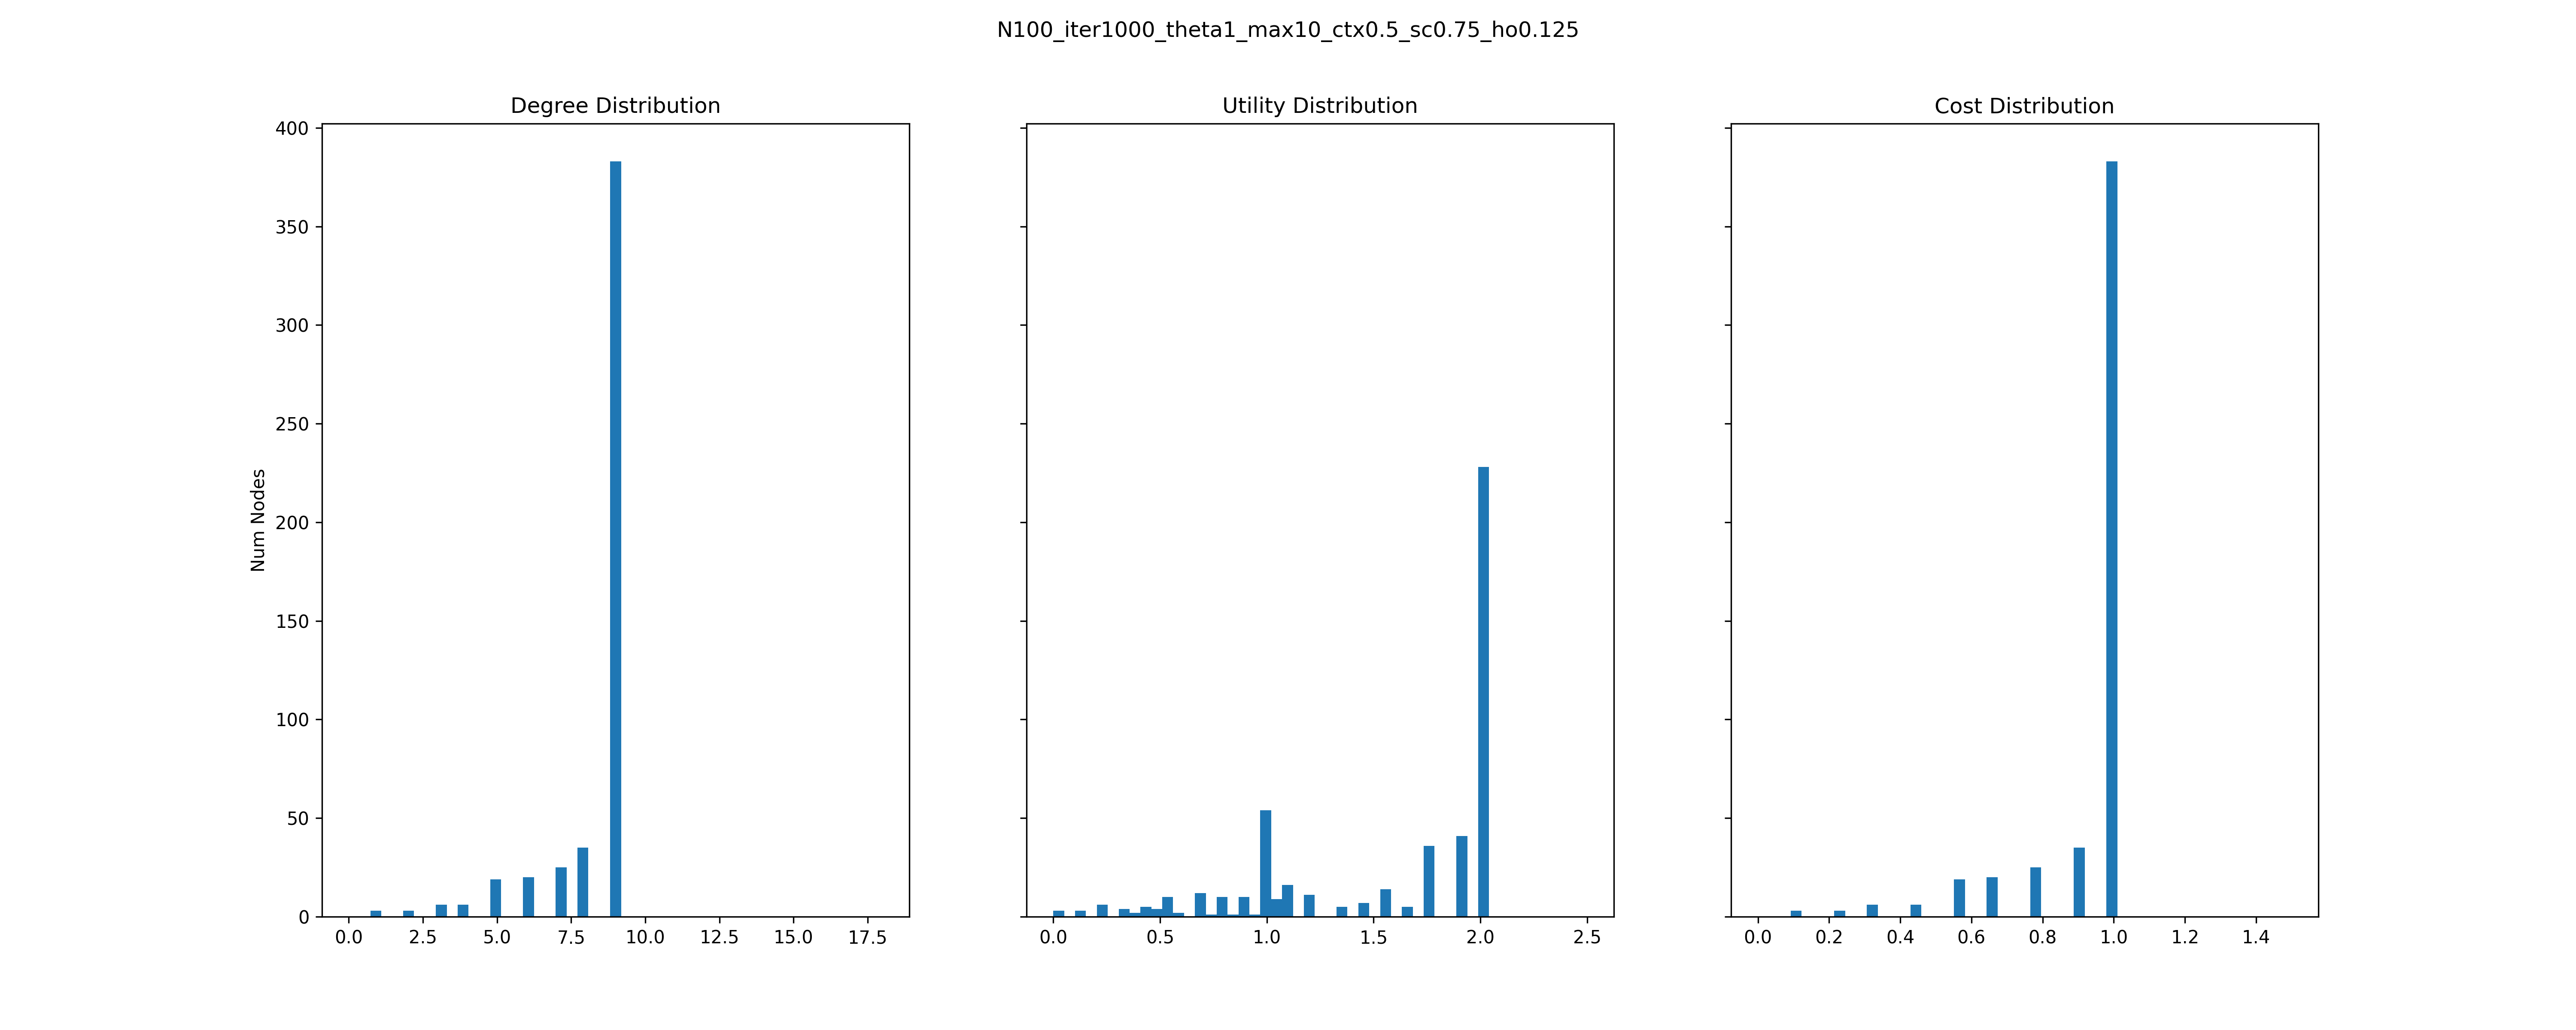 N100_iter1000_theta1_max10_ctx0.5_sc0.75_ho0.125
Degree Distribution
Utility Distribution
Cost Distribution
Num Nodes
400
350
300
250
200
150
100
50
0
0.0 2.5 5.0 7.5 10.0 12.5 15.0 17.5
0.0 0.5 1.0 1.5 2.0 2.5
0.0 0.2 0.4 0.6 0.8 1.0 1.2 1.4